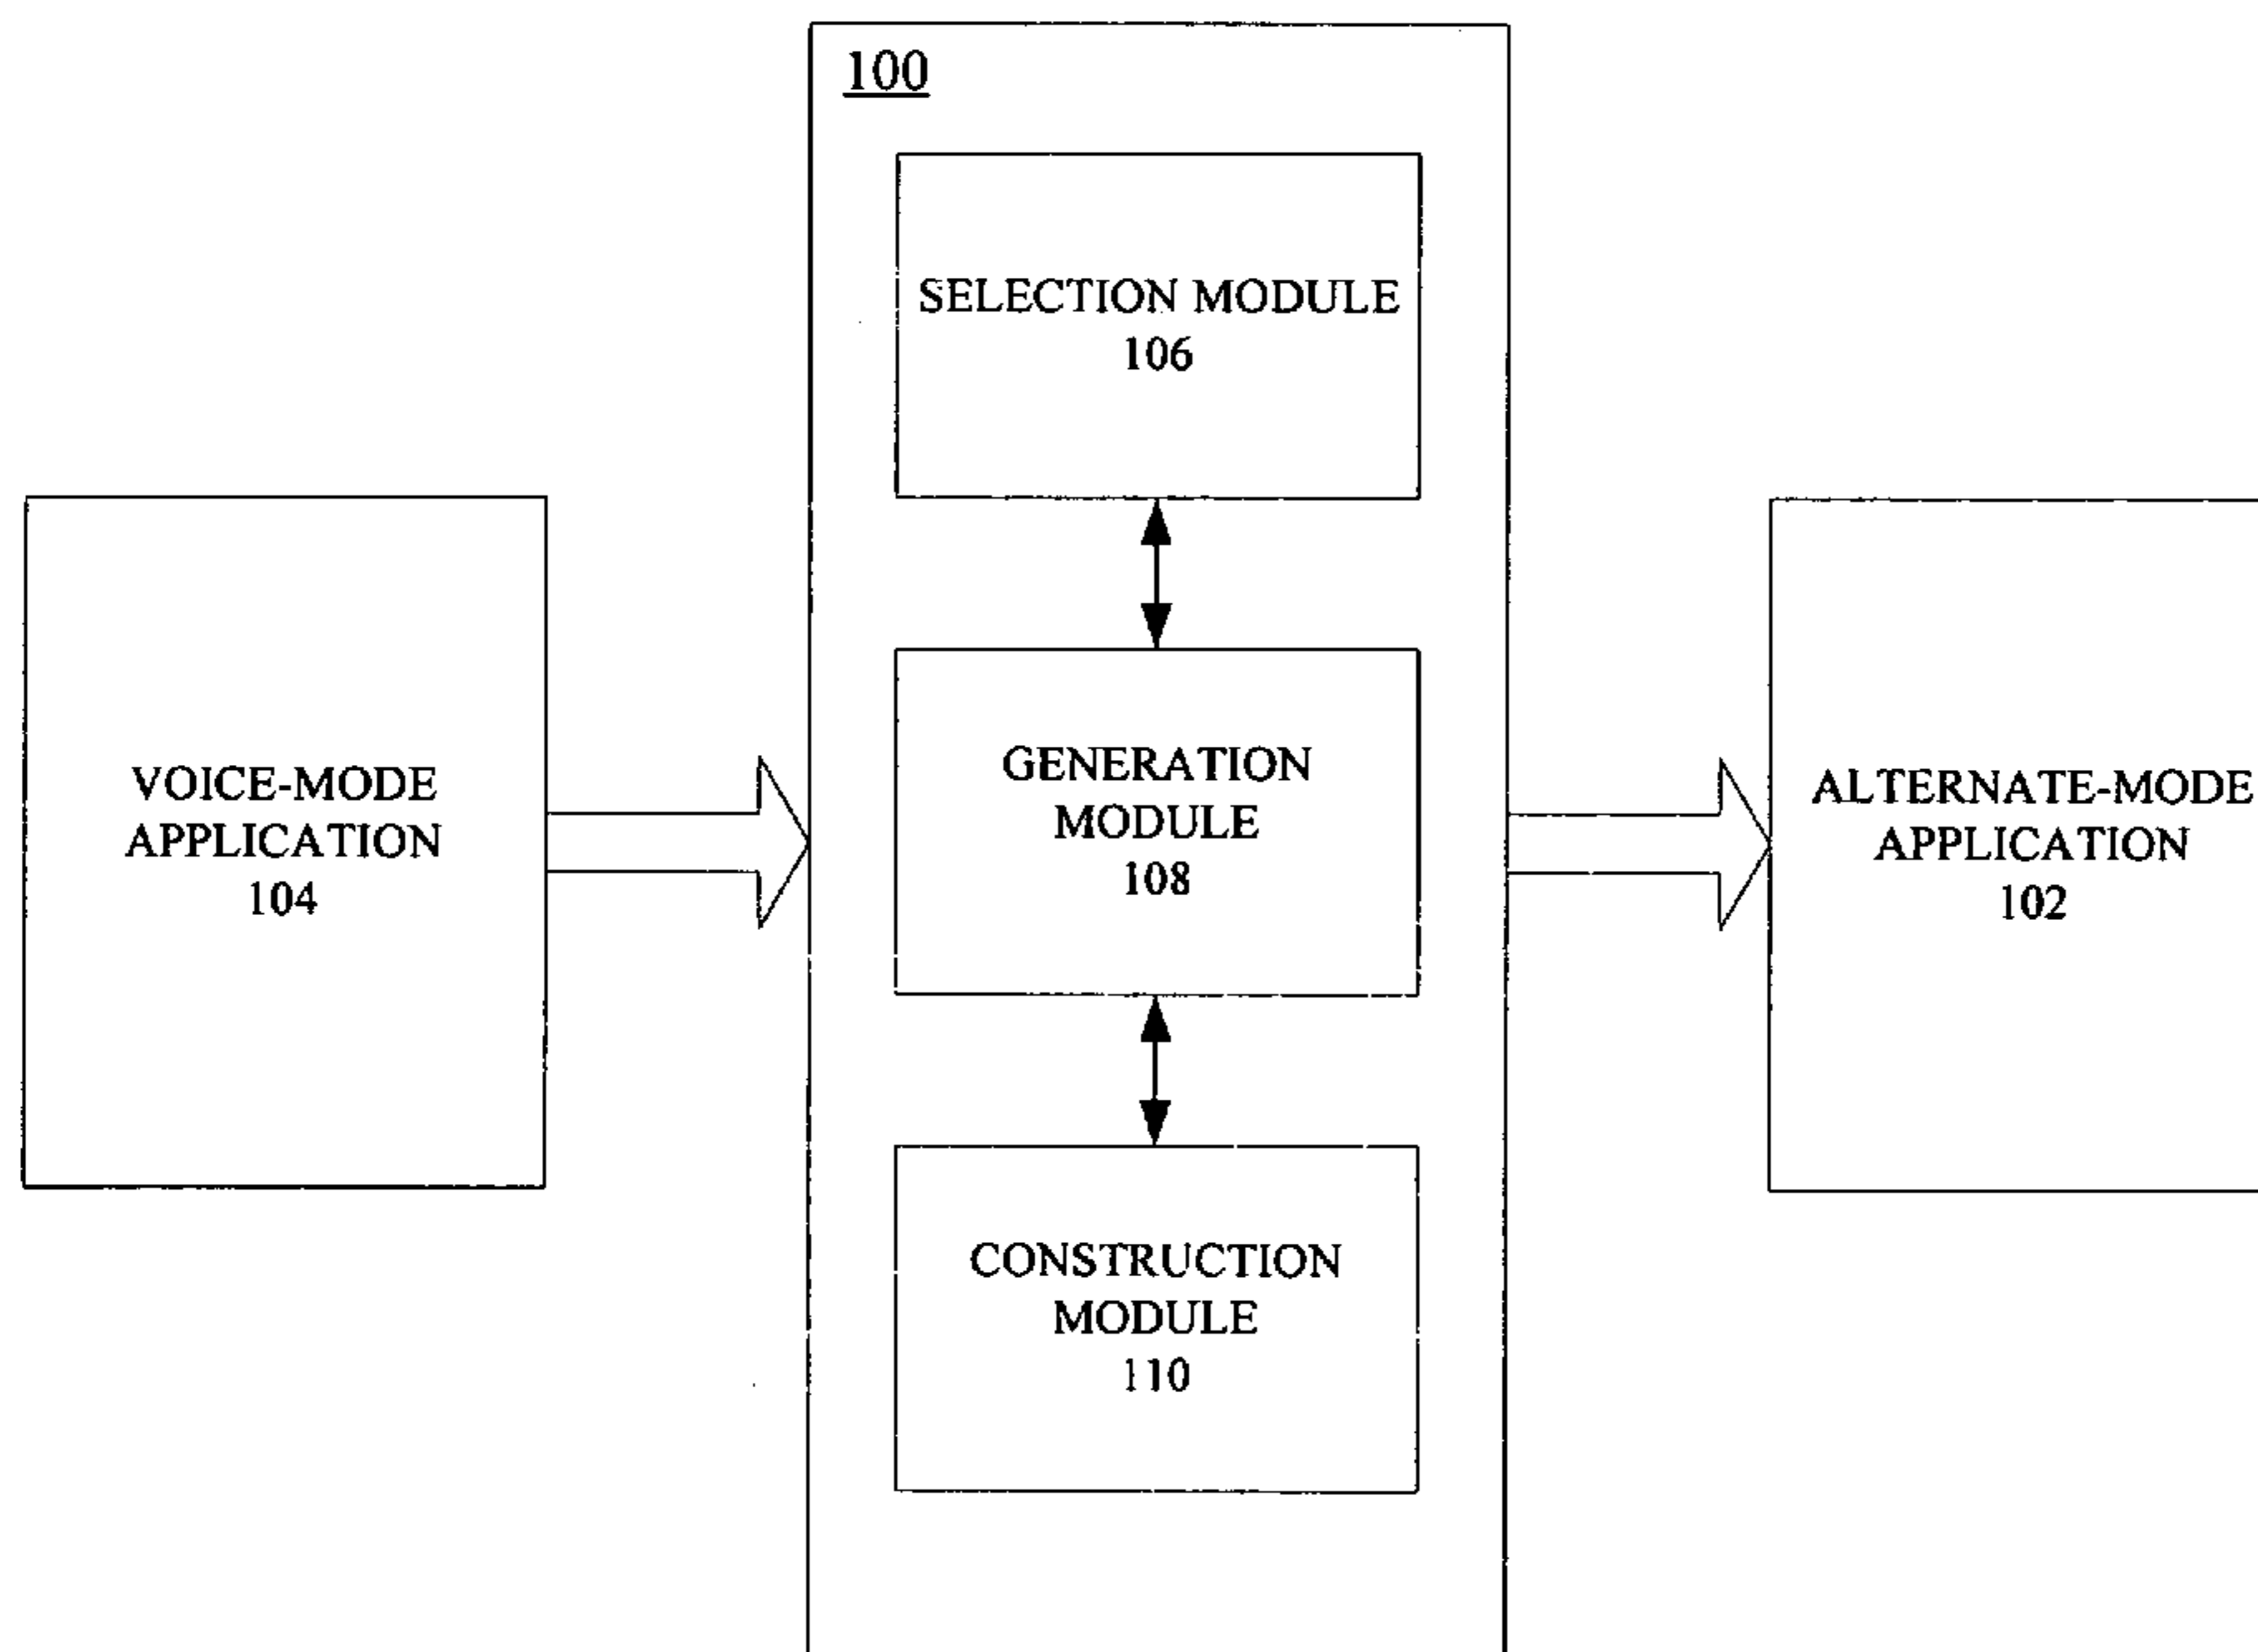 100
SELECTION MODULE
106
VOICE-MODE
APPLICATION
104
GENERATION
MODULE
108
ALTERNATE-MODE
APPLICATION
102
CONSTRUCTION
MODULE
110